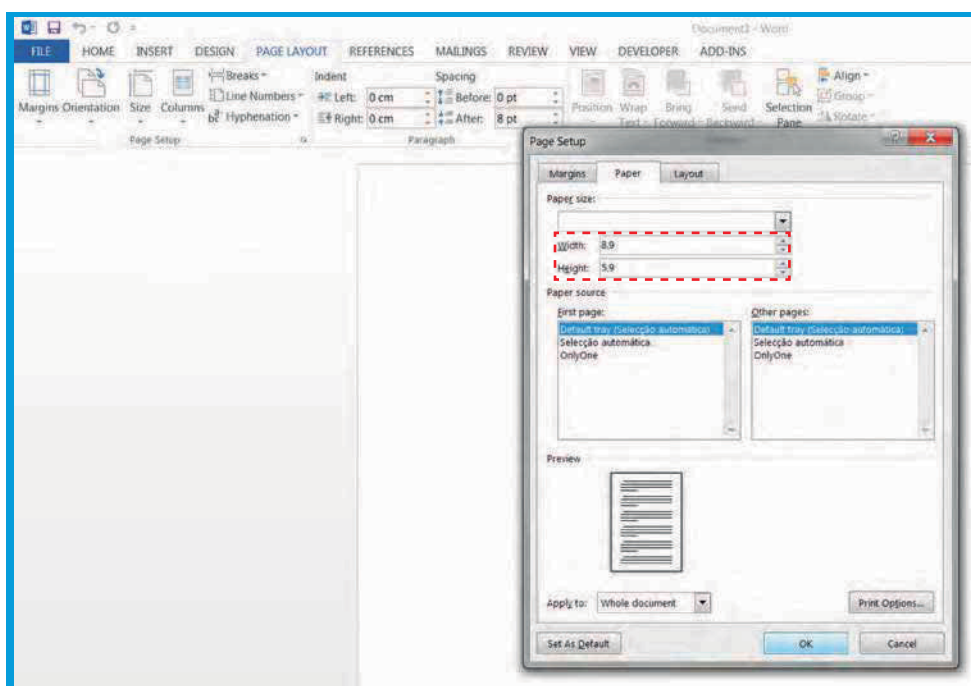 Document2 - Word
FILE HOME INSERT DESIGN PAGE LAYOUT REFERENCES MAILINGS REVIEW VIEW DEVELOPER ADD-INS
Margins Orientation Size Columns
Breaks
Line Numbers
Hyphenation
Page Setup
Indent
Left: 0 cm
Right: 0 cm
Spacing
Before: 0 pt
After: 8 pt
Paragraph
Position Wrap Text Bring Forward Send Backward Selection Pane
Align
Group
Rotate
Page Setup
Margins Paper Layout
Paper size:
Width: 8.9
Height: 5.9
Paper source
First page:
Default tray (Selecção automática)
Selecção automática
OnlyOne
Other pages:
Default tray (Selecção automática)
Selecção automática
OnlyOne
Preview
Apply to: Whole document
Print Options...
Set As Default OK Cancel